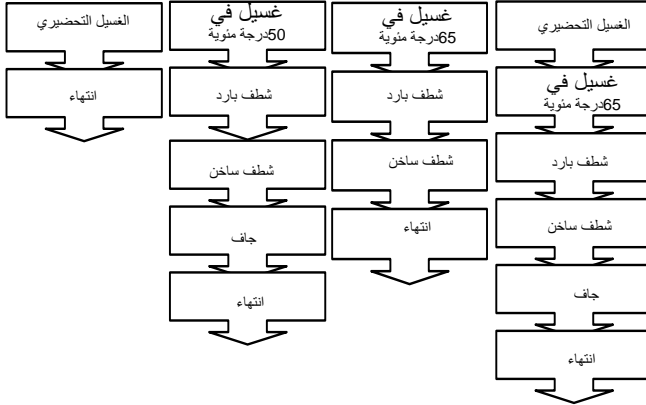 الغسيل التحضيري
غسيل في
65درجة مئوية
شطف بارد
شطف ساخن
جاف
انتهاء
غسيل في
65درجة مئوية
شطف بارد
شطف ساخن
انتهاء
غسيل في
50درجة مئوية
شطف بارد
شطف ساخن
جاف
انتهاء
الغسيل التحضيري
انتهاء